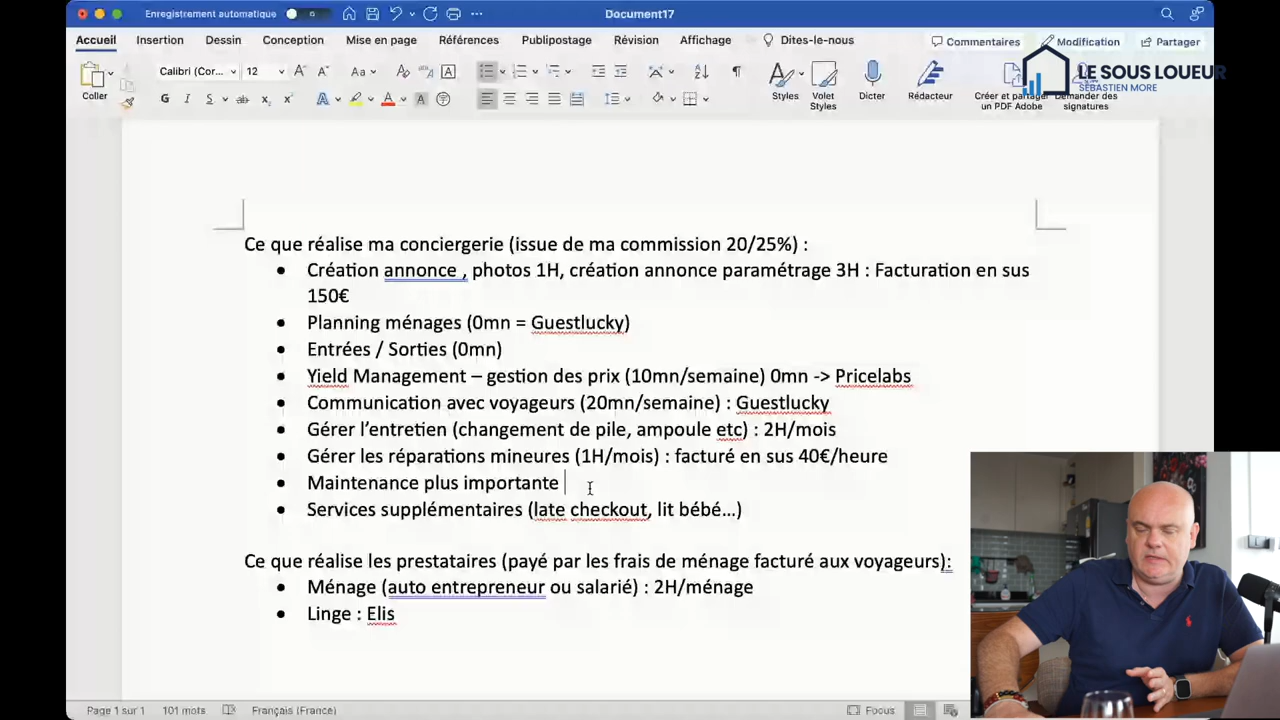 Enregistrement automatique
Document17
Accueil Insertion Dessin Conception Mise en page Références Publipostage Révision Affichage Dites-le-nous Commentaires Modification Partager
Coller
Calibri (Cor... 12
Styles Volet Styles Dicter Rédacteur Créer et partager un PDF Adobe Demander des signatures
LE SOUS LOUEUR
SÉBASTIEN MORE
Ce que réalise ma conciergerie (issue de ma commission 20/25%) :
• Création annonce , photos 1H, création annonce paramétrage 3H : Facturation en sus
150€
• Planning ménages (0mn = Guestlucky)
• Entrées / Sorties (0mn)
• Yield Management – gestion des prix (10mn/semaine) 0mn -> Pricelabs
• Communication avec voyageurs (20mn/semaine) : Guestlucky
• Gérer l’entretien (changement de pile, ampoule etc) : 2H/mois
• Gérer les réparations mineures (1H/mois) : facturé en sus 40€/heure
• Maintenance plus importante
• Services supplémentaires (late checkout, lit bébé…)
Ce que réalise les prestataires (payé par les frais de ménage facturé aux voyageurs):
• Ménage (auto entrepreneur ou salarié) : 2H/ménage
• Linge : Elis
Page 1 sur 1 101 mots Français (France) Focus